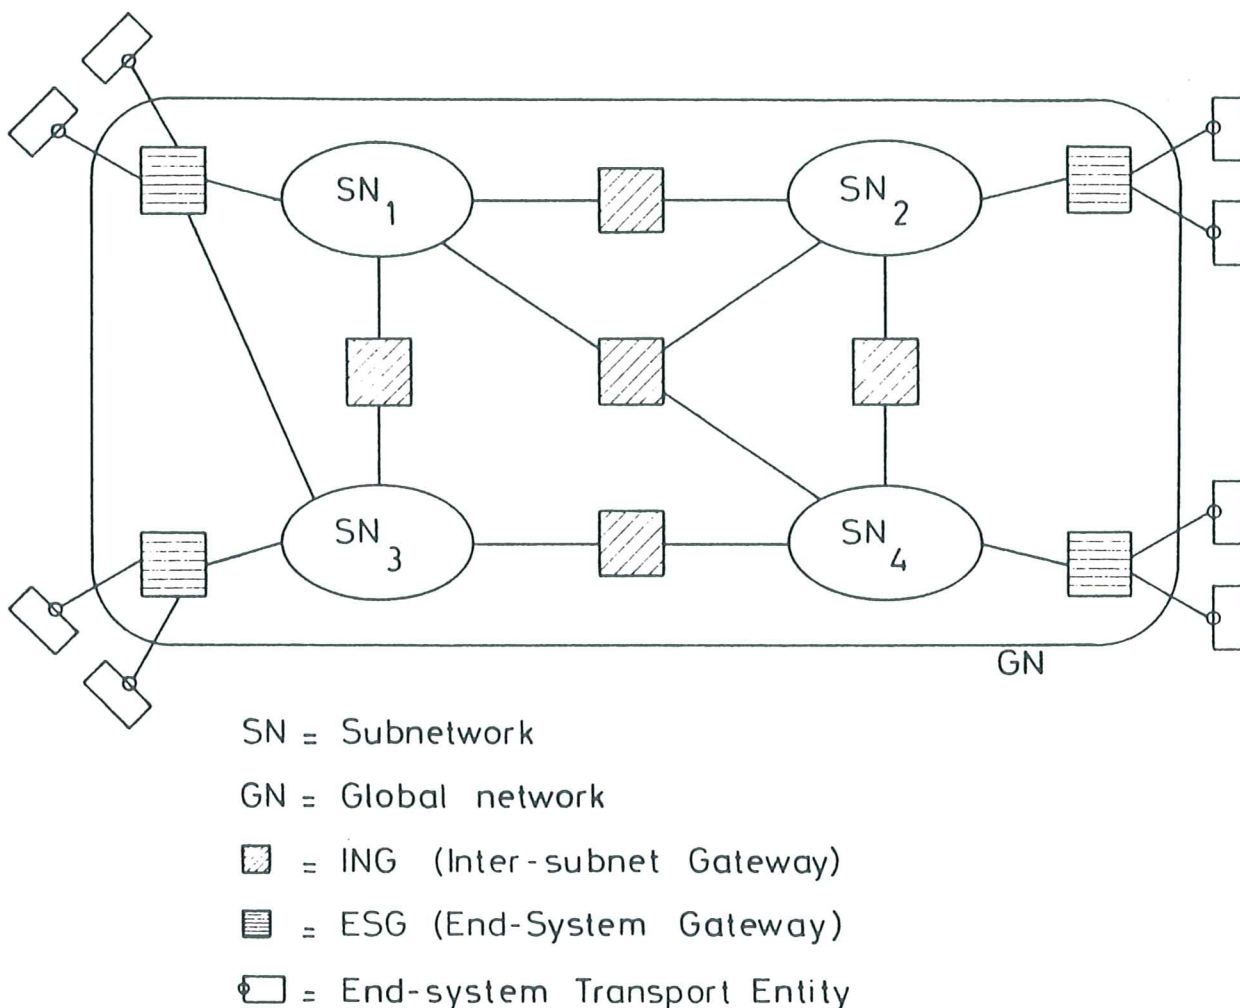 SN1
SN2
SN3
SN4
GN
SN = Subnetwork
GN = Global network
= ING (Inter-subnet Gateway)
= ESG (End-System Gateway)
= End-system Transport Entity